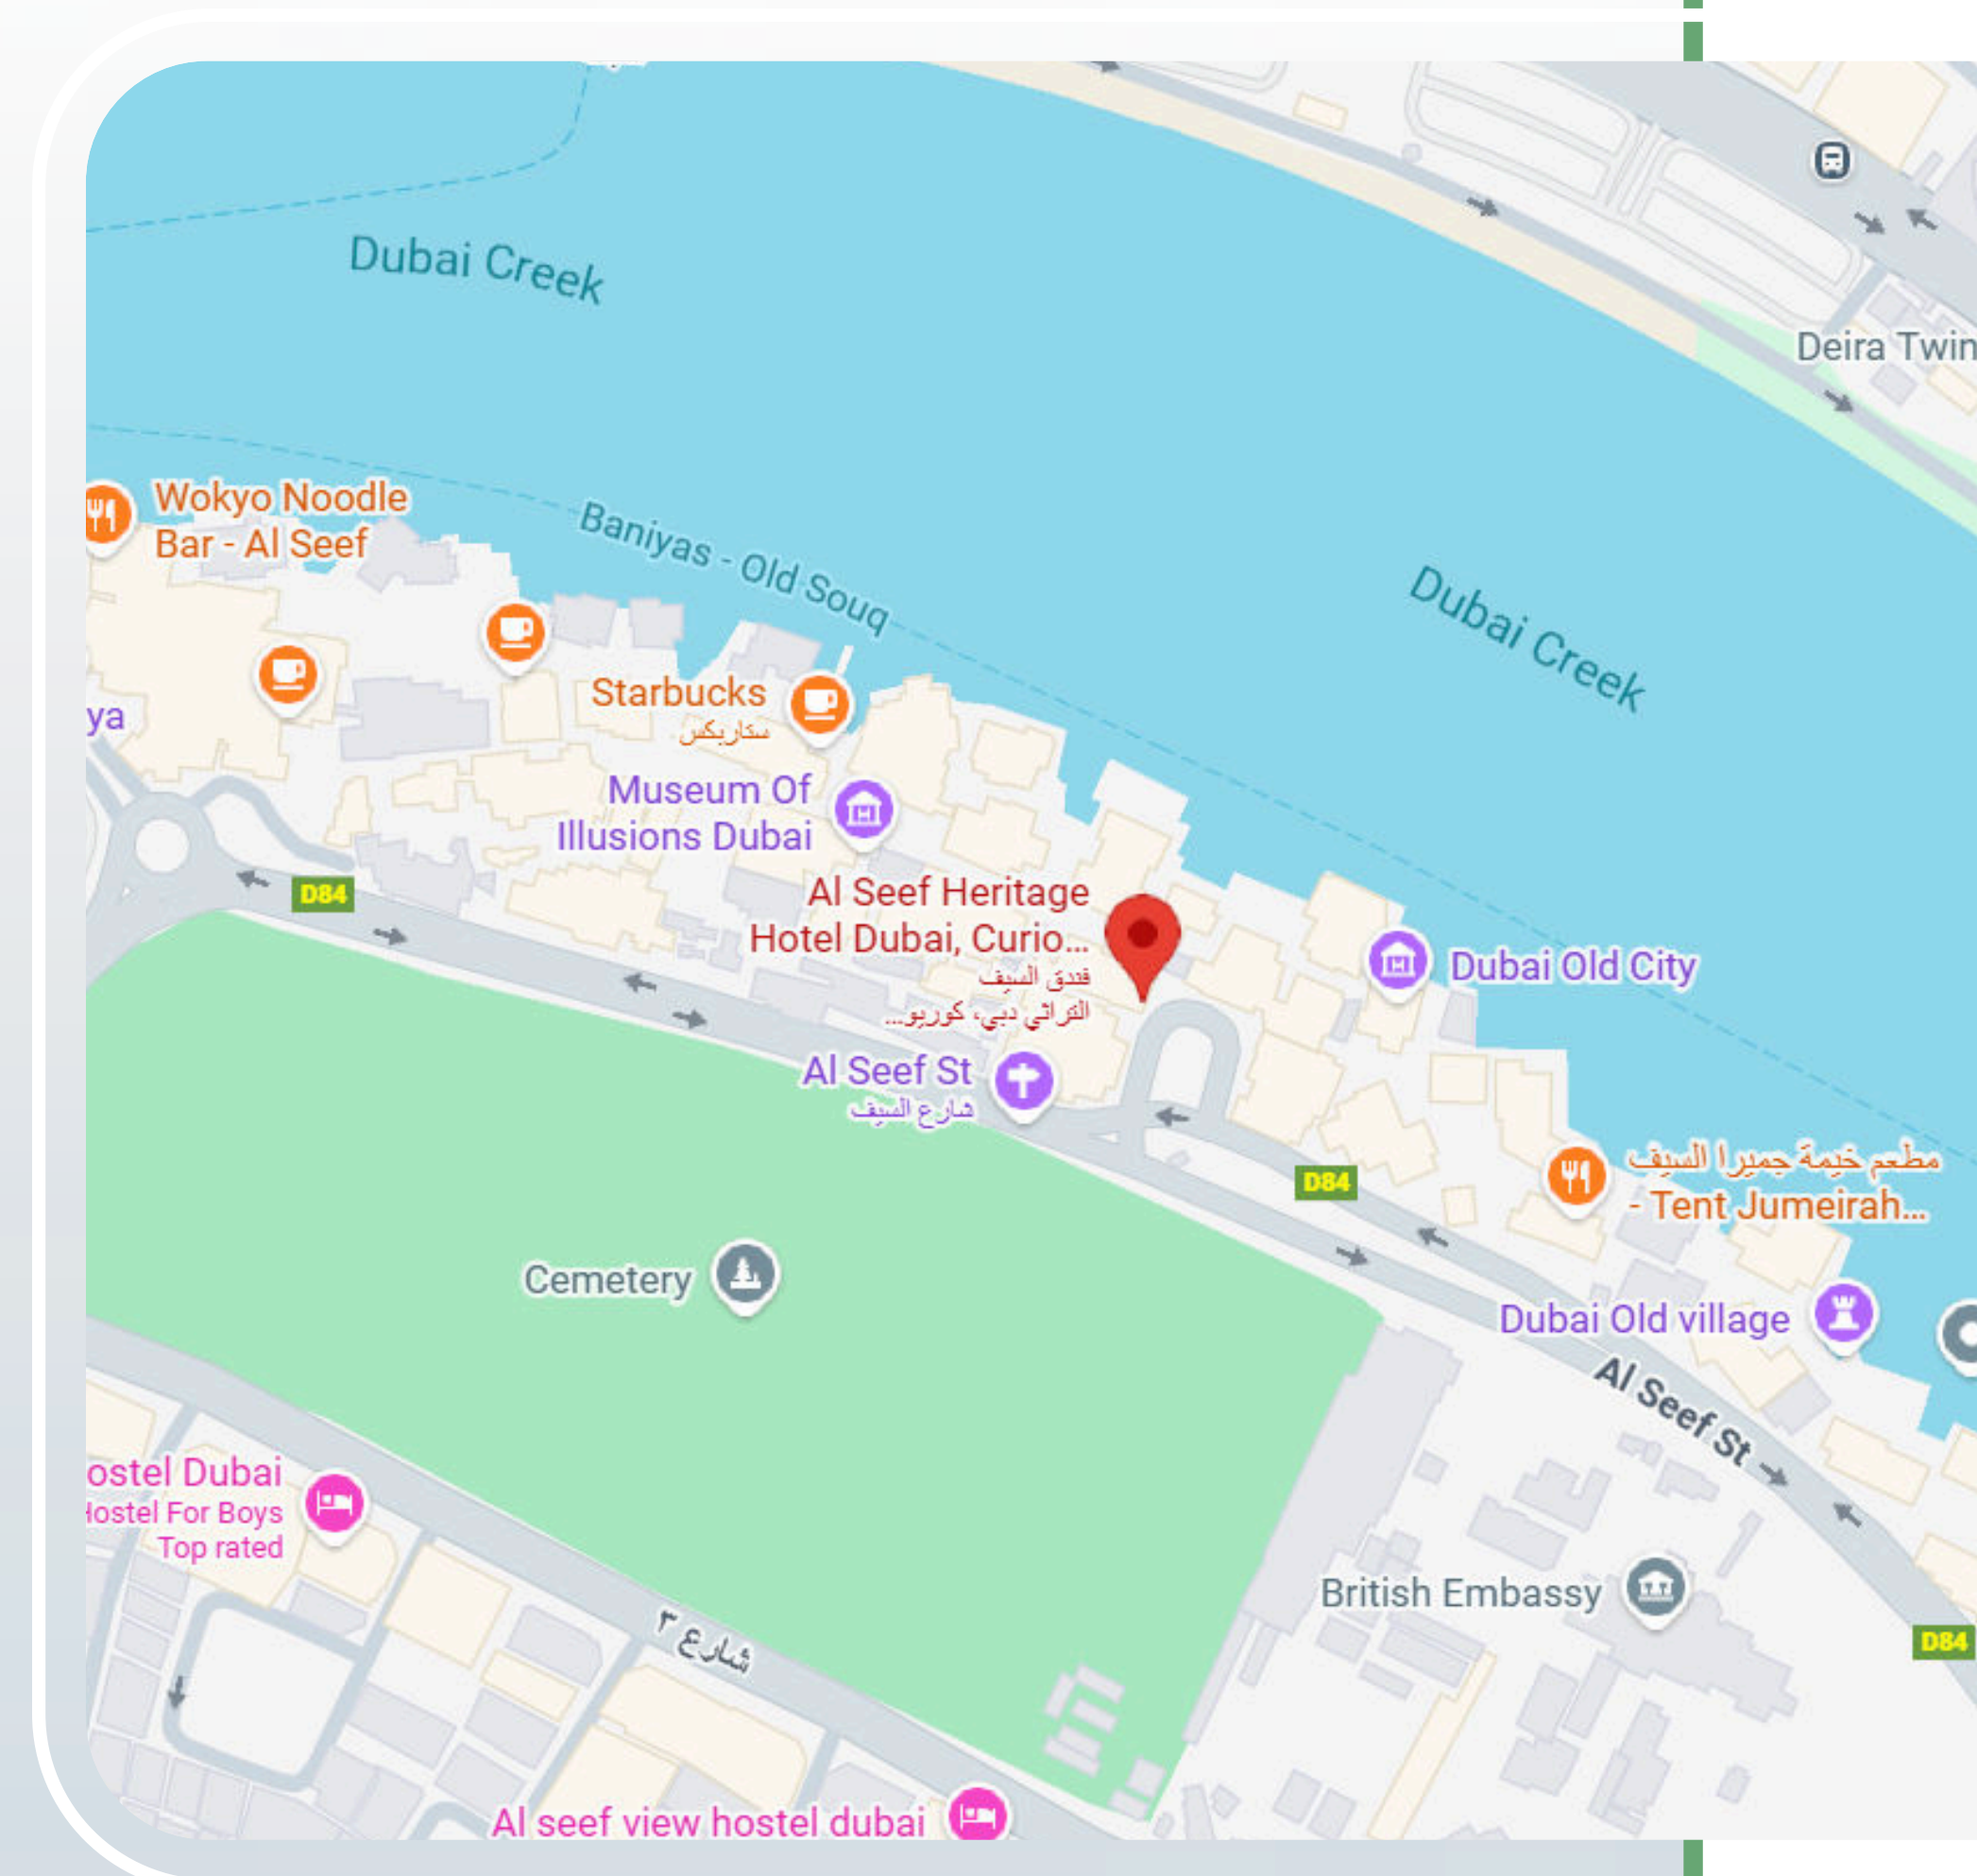 Dubai Creek
Deira Twin
Wokyo Noodle
Bar - Al Seef
Baniyas - Old Souq
Dubai Creek
Starbucks
ستاربكس
ya
Museum Of
Illusions Dubai
D84
Al Seef Heritage
Hotel Dubai, Curio...
فندق السيف
التراثي دبي، كوريو...
Dubai Old City
Al Seef St
شارع السيف
D84
مطعم خيمة جميرا السيف
- Tent Jumeirah...
Cemetery
Dubai Old village
Al Seef St
ostel Dubai
Hostel For Boys
Top rated
British Embassy
شارع ٣
D84
Al seef view hostel dubai